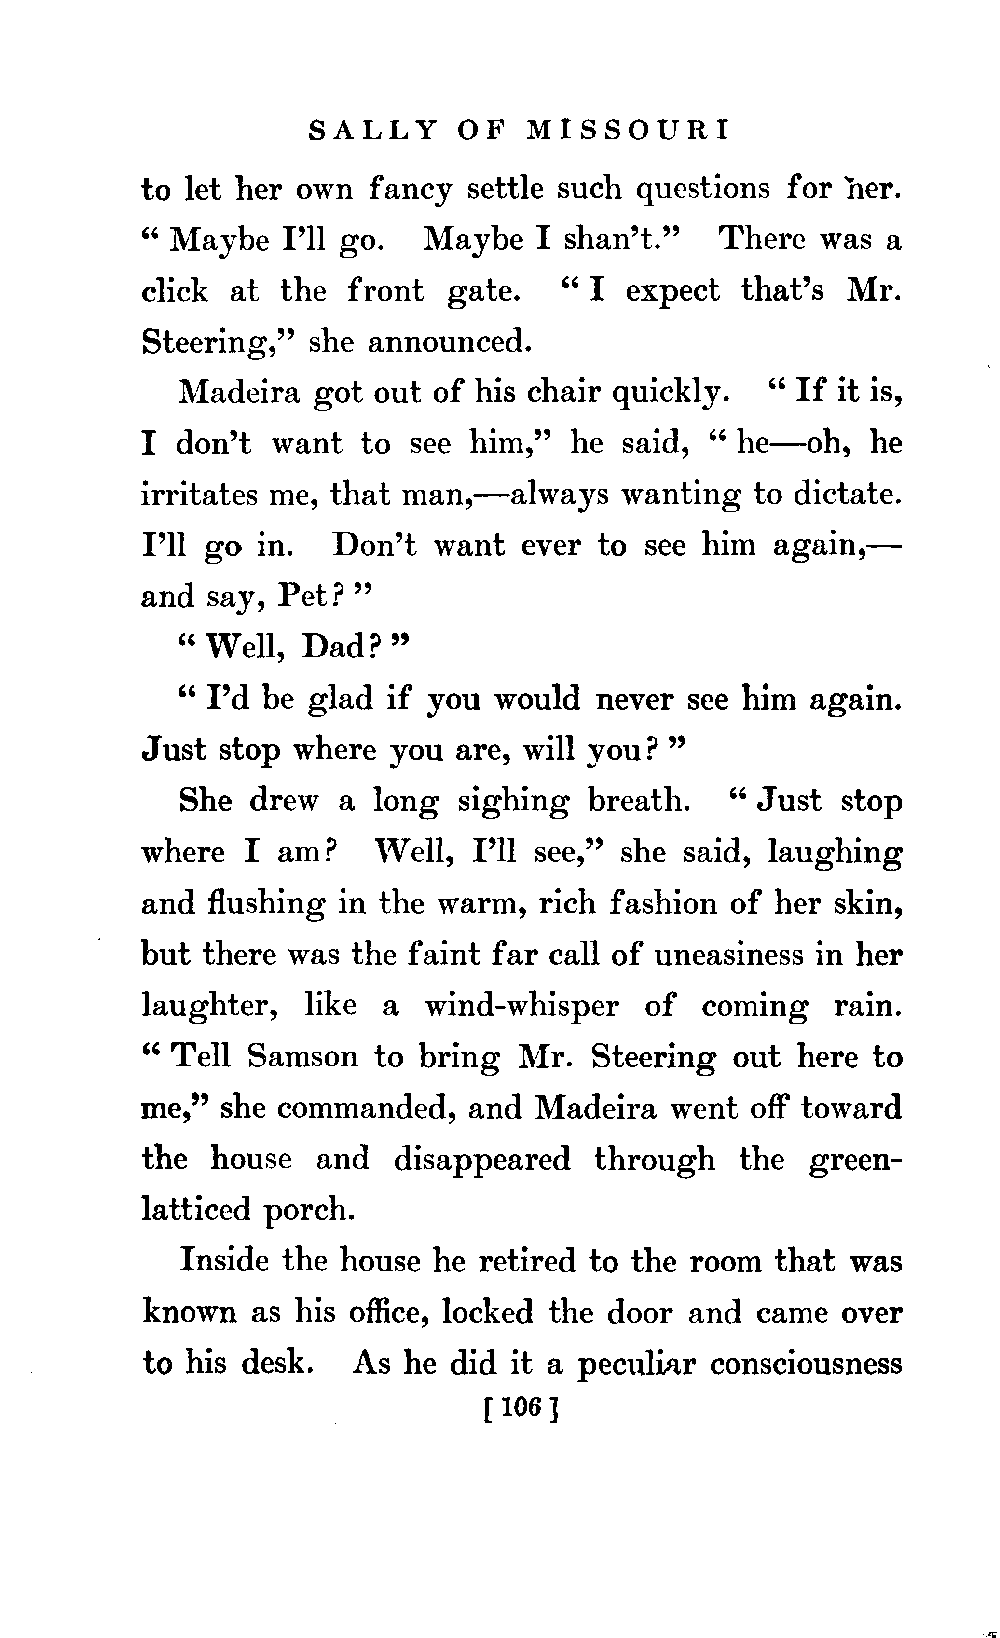 SALLY OF MISSOURI
to let her own fancy settle such questions for her.
“ Maybe I’ll go. Maybe I shan’t.” There was a
click at the front gate. “ I expect that’s Mr.
Steering,” she announced.
Madeira got out of his chair quickly. “ If it is,
I don’t want to see him,” he said, “ he—oh, he
irritates me, that man,—always wanting to dictate.
I’ll go in. Don’t want ever to see him again,—
and say, Pet? ”
“ Well, Dad? ”
“ I’d be glad if you would never see him again.
Just stop where you are, will you? ”
She drew a long sighing breath. “ Just stop
where I am? Well, I’ll see,” she said, laughing
and flushing in the warm, rich fashion of her skin,
but there was the faint far call of uneasiness in her
laughter, like a wind-whisper of coming rain.
“ Tell Samson to bring Mr. Steering out here to
me,” she commanded, and Madeira went off toward
the house and disappeared through the green-
latticed porch.
Inside the house he retired to the room that was
known as his office, locked the door and came over
to his desk. As he did it a peculiar consciousness
[ 106 ]